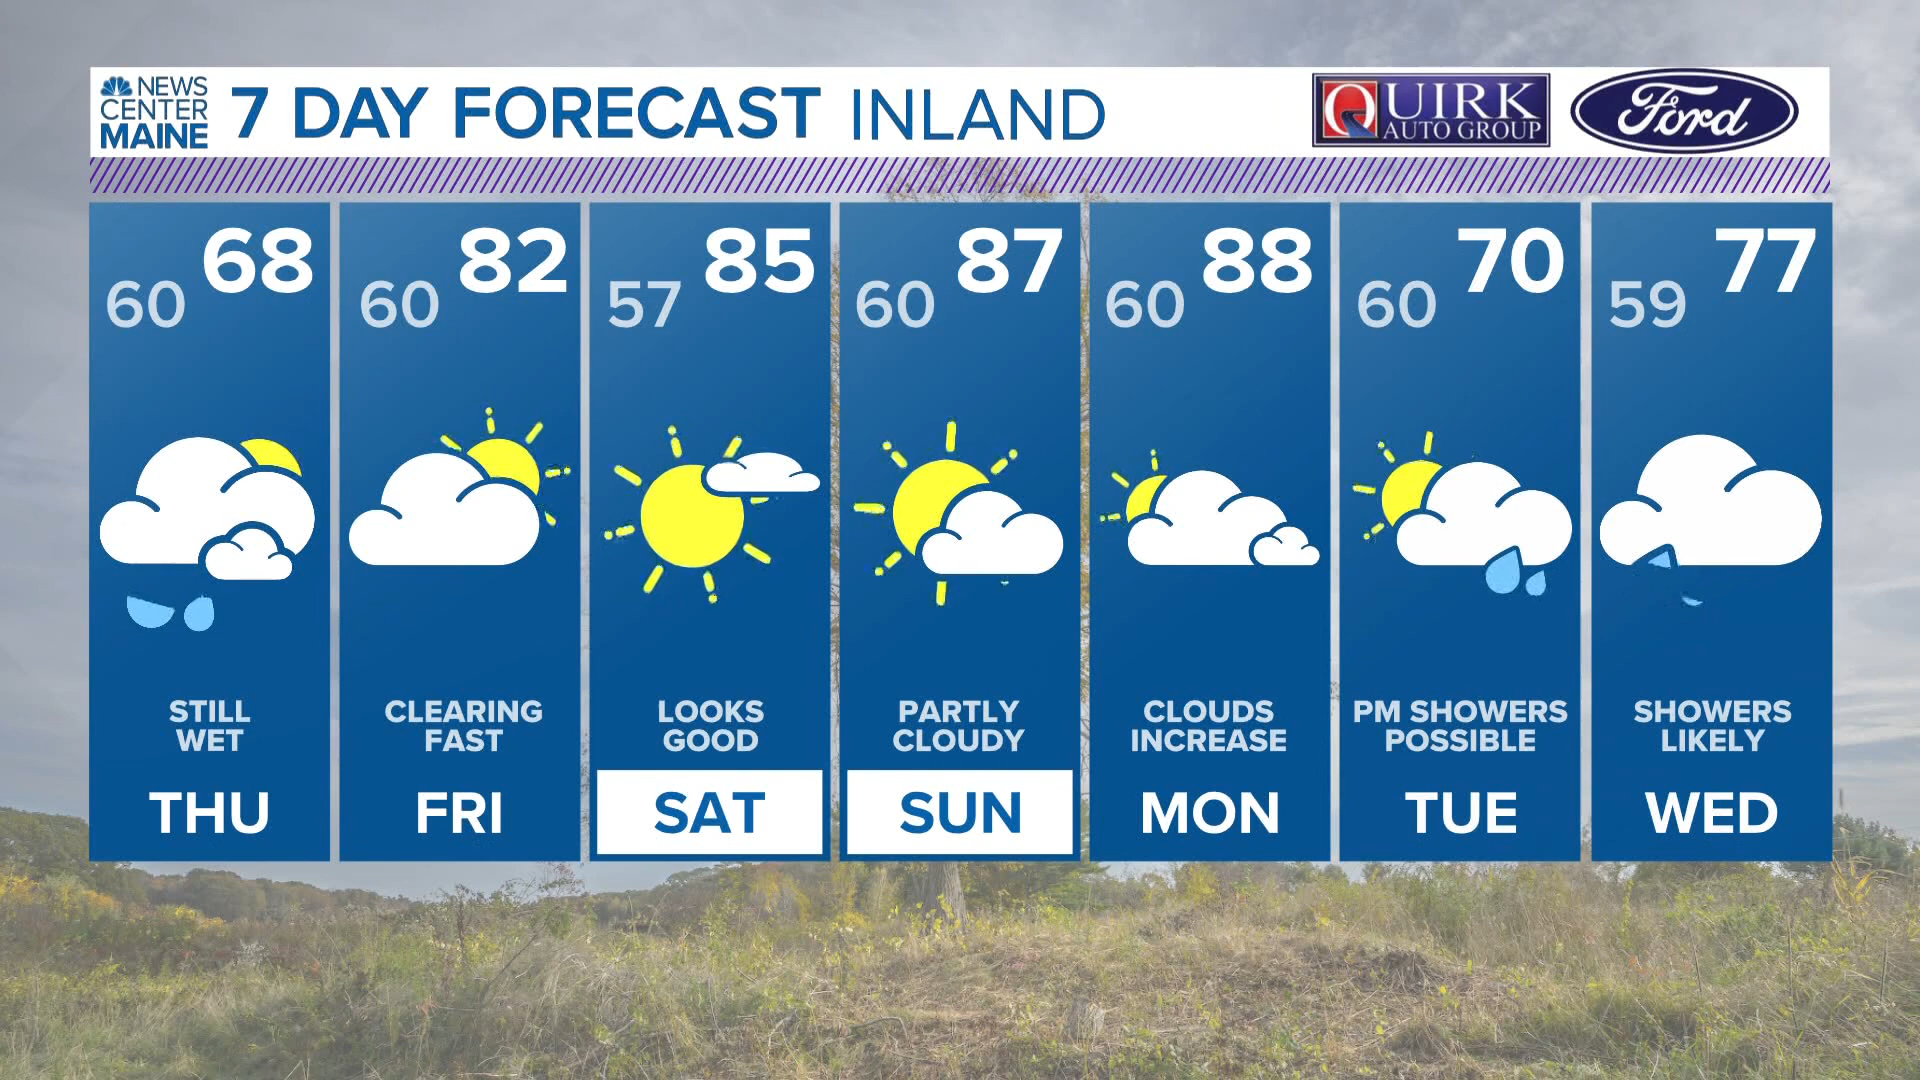 NEWS
CENTER
MAINE
7 DAY FORECAST INLAND
QUIRK
AUTO GROUP
Ford
68
60
STILL
WET
THU
82
60
CLEARING
FAST
FRI
85
57
LOOKS
GOOD
SAT
87
60
PARTLY
CLOUDY
SUN
88
60
CLOUDS
INCREASE
MON
70
60
PM SHOWERS
POSSIBLE
TUE
77
59
SHOWERS
LIKELY
WED